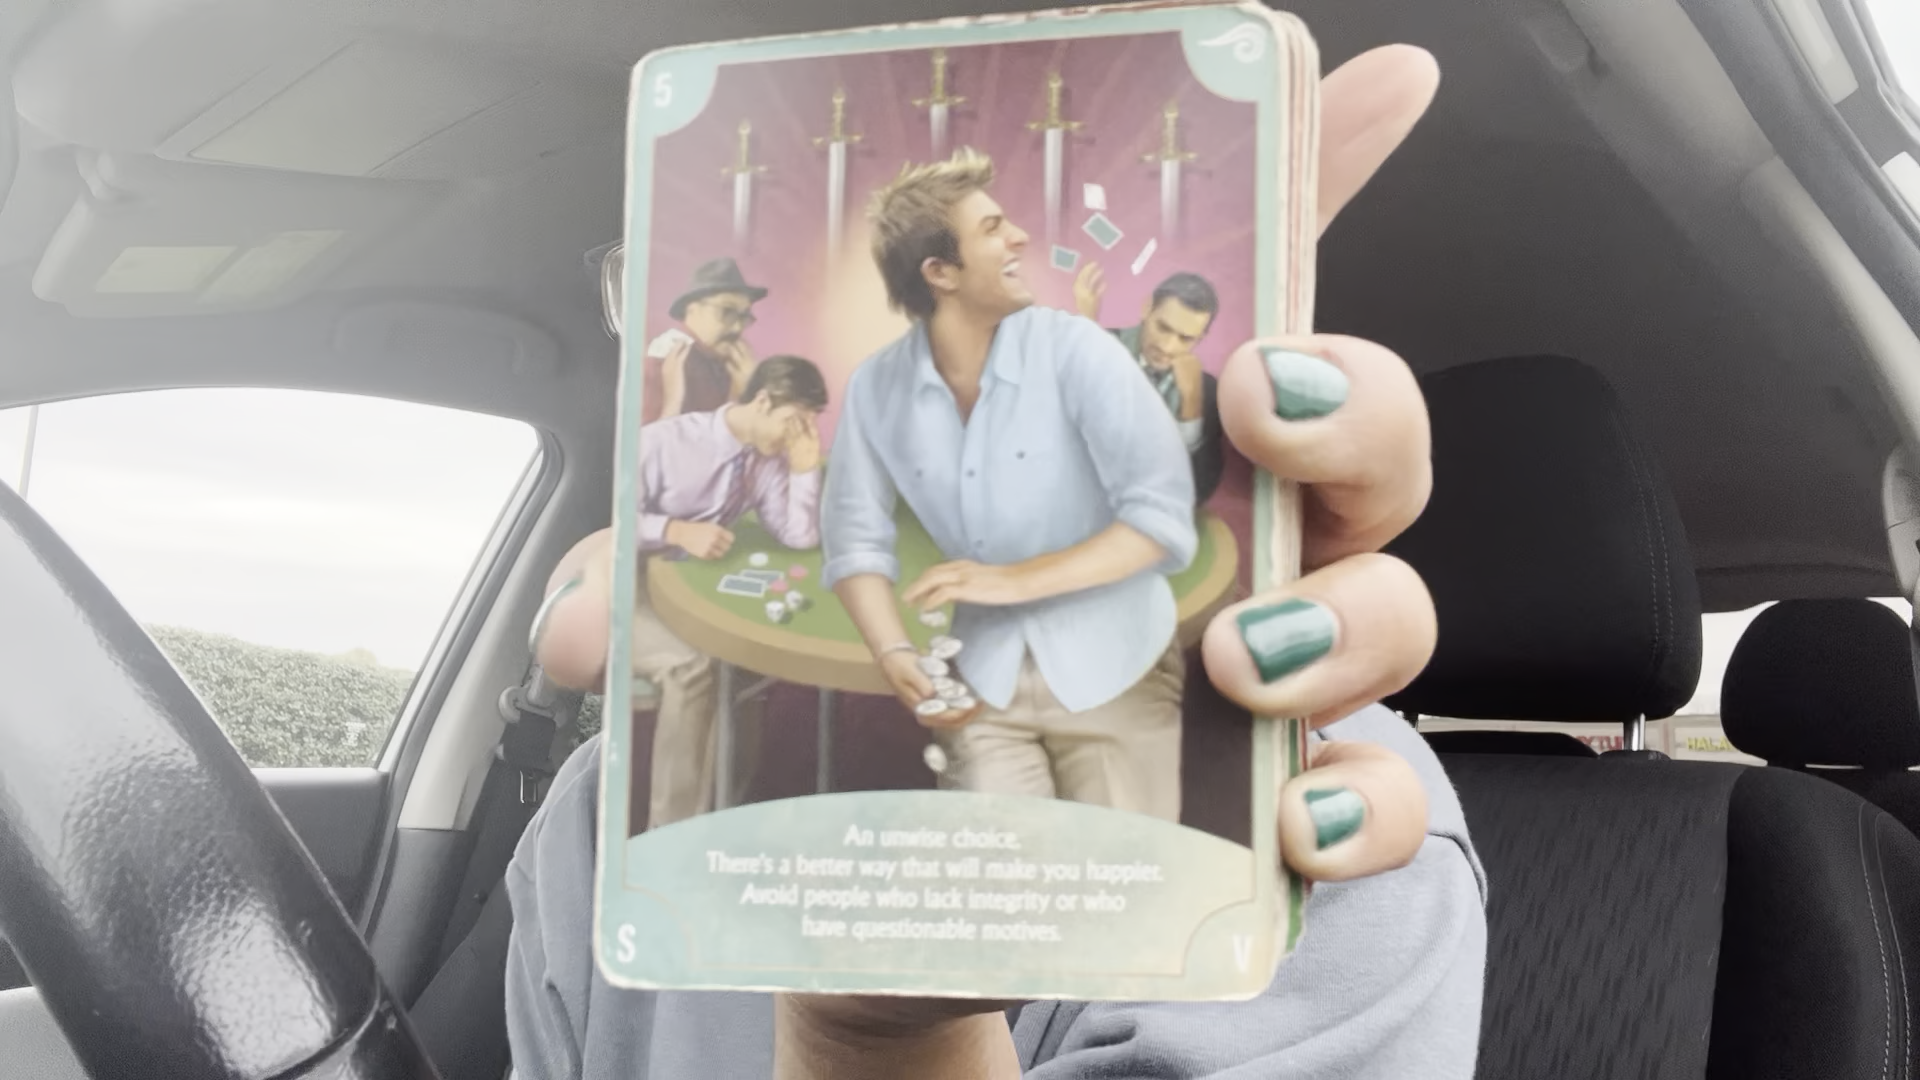 5
An unwise choice.
There's a better way that will make you happier.
Avoid people who lack integrity or who
have questionable motives.
S
V